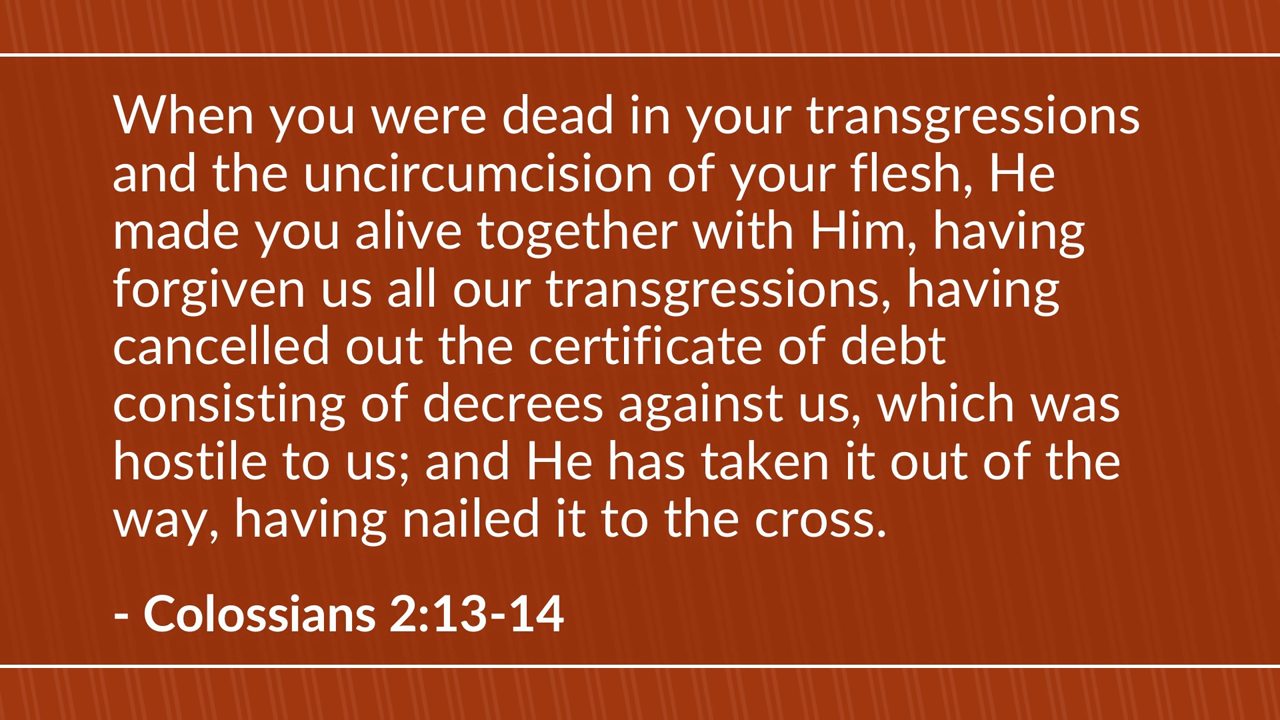 When you were dead in your transgressions
and the uncircumcision of your flesh, He
made you alive together with Him, having
forgiven us all our transgressions, having
cancelled out the certificate of debt
consisting of decrees against us, which was
hostile to us; and He has taken it out of the
way, having nailed it to the cross.
- Colossians 2:13-14